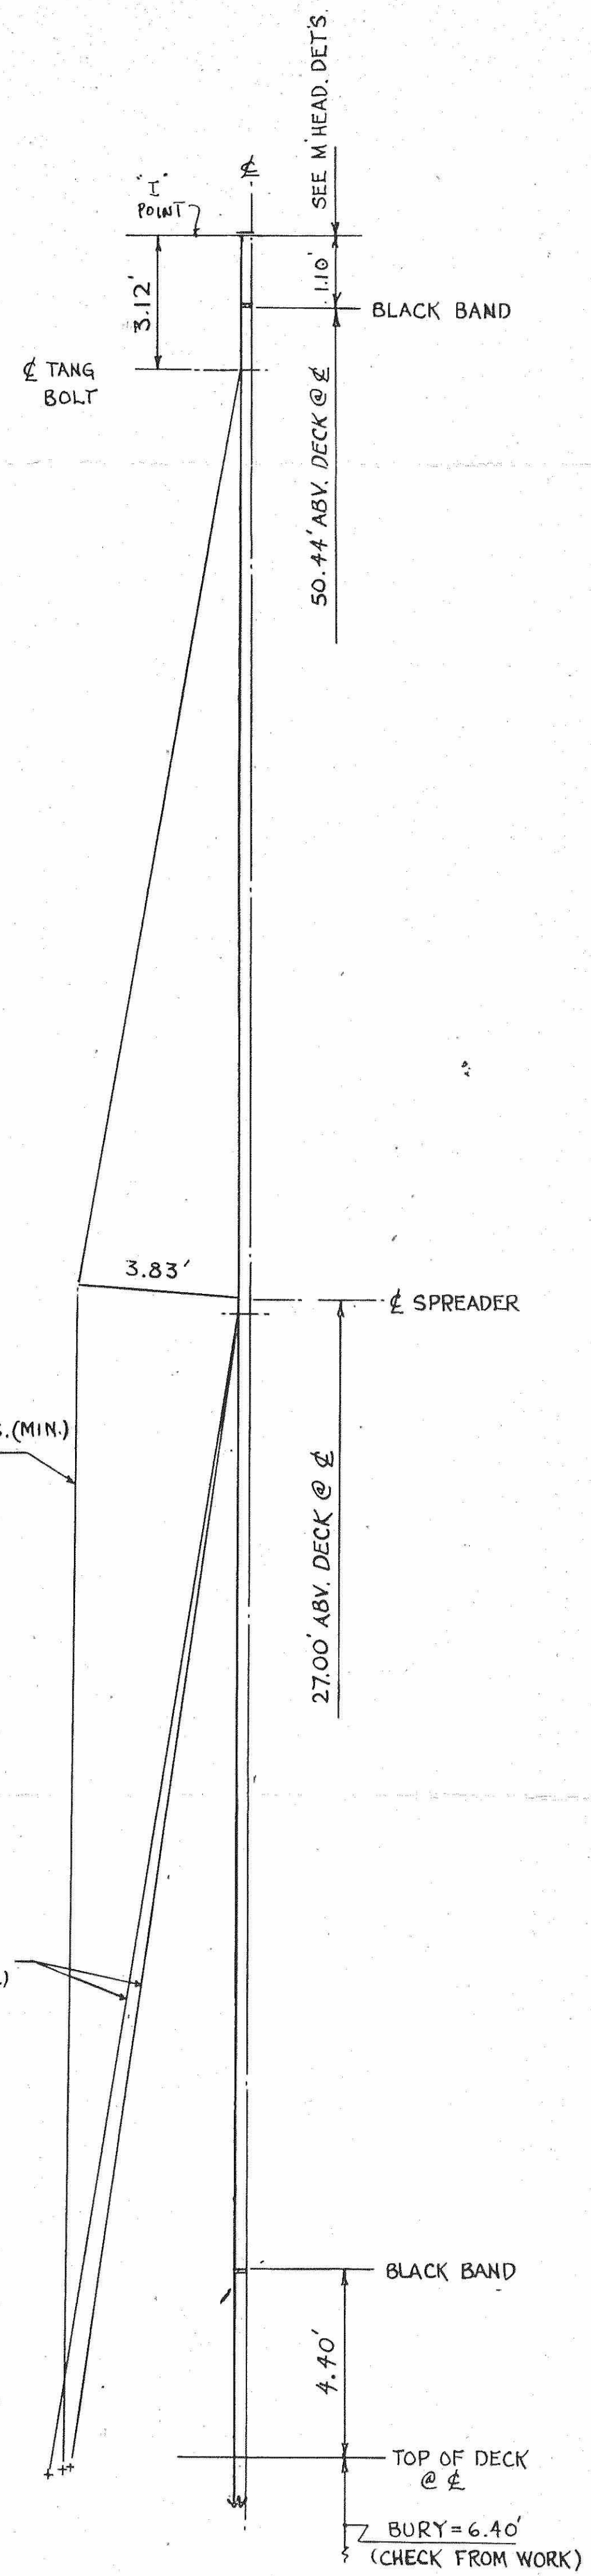 SEE M'HEAD. DET'S.
℄
"I"
POINT
3.12'
1.10'
BLACK BAND
℄ TANG
BOLT
50.44' ABV. DECK @ ℄
3.83'
℄ SPREADER
S.(MIN.)
27.00' ABV. DECK @ ℄
)
BLACK BAND
4.40'
TOP OF DECK
@ ℄
BURY = 6.40'
(CHECK FROM WORK)